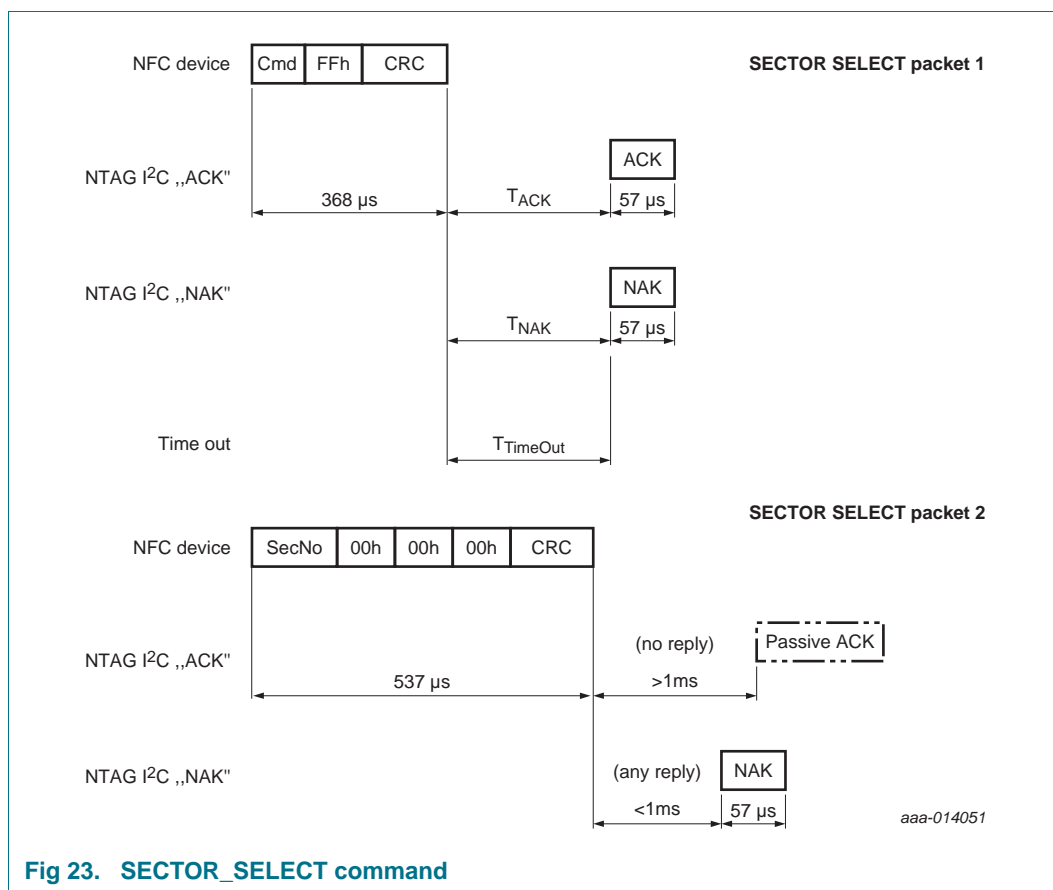 NFC device Cmd FFh CRC SECTOR SELECT packet 1
NTAG I2C ,,ACK" ACK
368 µs TACK 57 µs
NTAG I2C ,,NAK" NAK
TNAK 57 µs
Time out TTimeOut
SECTOR SELECT packet 2
NFC device SecNo 00h 00h 00h CRC
NTAG I2C ,,ACK" (no reply) Passive ACK
537 µs >1ms
NTAG I2C ,,NAK" (any reply) NAK
<1ms 57 µs
aaa-014051
Fig 23. SECTOR_SELECT command